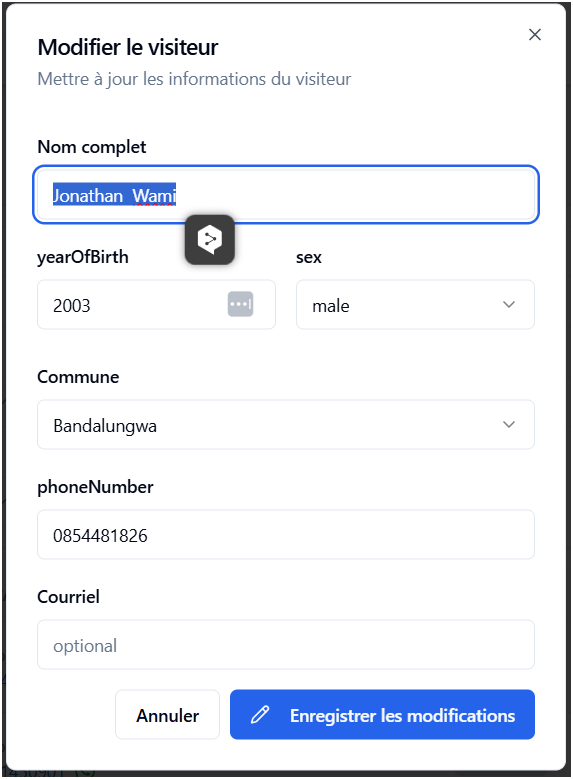 Modifier le visiteur
Mettre à jour les informations du visiteur
Nom complet
Jonathan  Wami
yearOfBirth
sex
2003
male
Commune
Bandalungwa
phoneNumber
0854481826
Courriel
optional
Annuler
Enregistrer les modifications